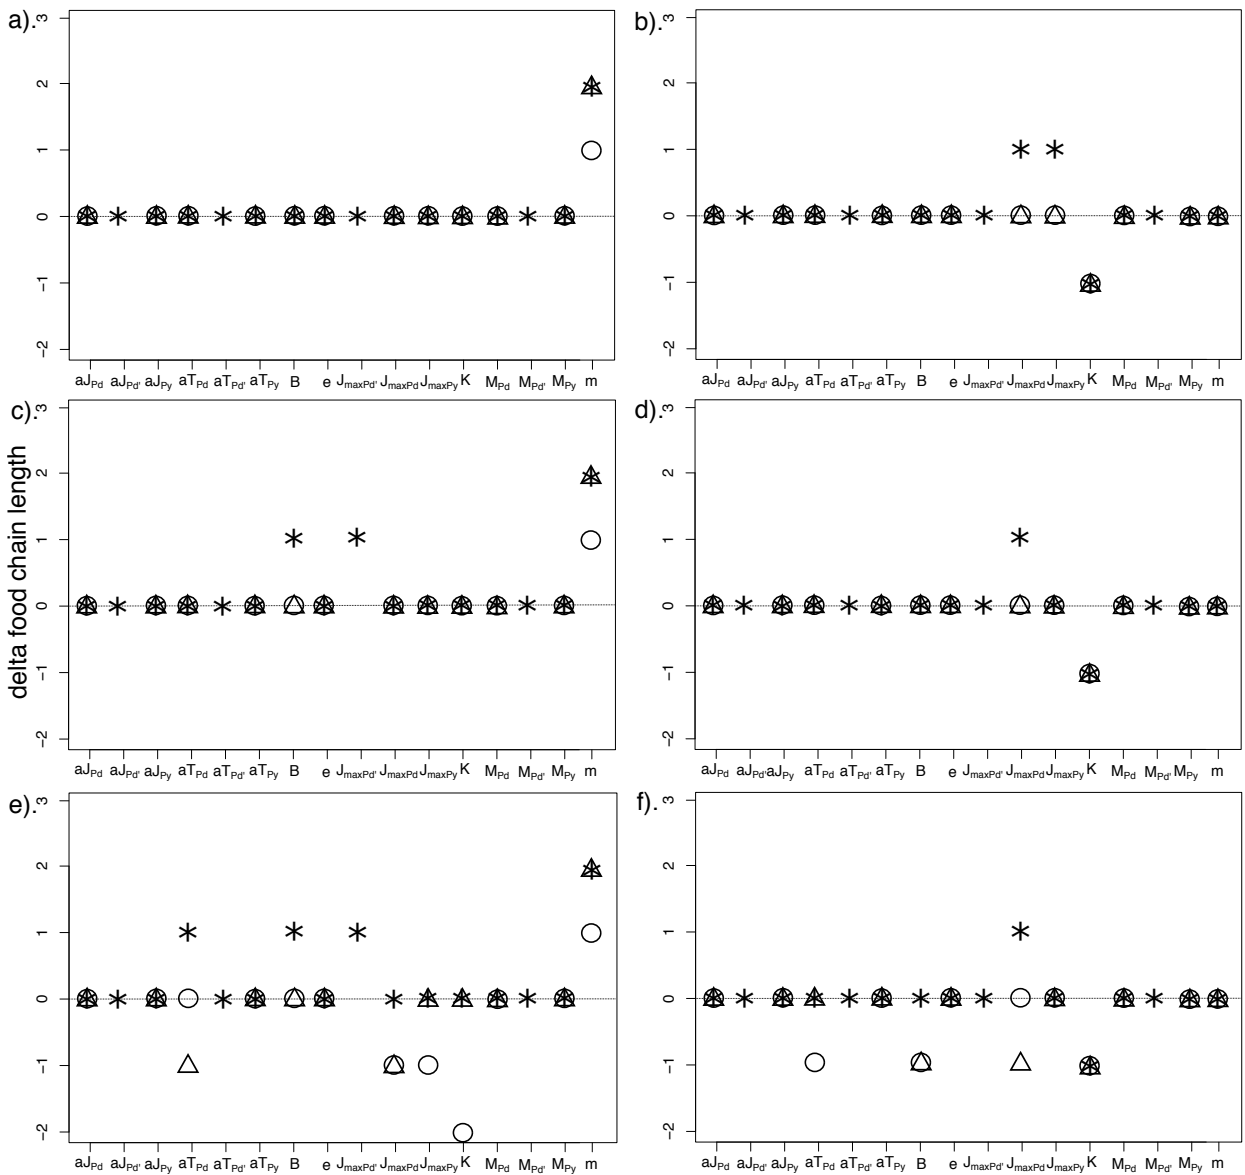 a). b).
3 2 1 0 −1 −2
3 2 1 0 −1 −2
aJPd aJPd' aJPy aTPd aTPd' aTPy B e JmaxPd' JmaxPd JmaxPy K MPd MPd' MPy m
aJPd aJPd' aJPy aTPd aTPd' aTPy B e JmaxPd' JmaxPd JmaxPy K MPd MPd' MPy m
c). d).
delta food chain length
3 2 1 0 −1 −2
3 2 1 0 −1 −2
aJPd aJPd' aJPy aTPd aTPd' aTPy B e JmaxPd' JmaxPd JmaxPy K MPd MPd' MPy m
aJPd aJPd' aJPy aTPd aTPd' aTPy B e JmaxPd' JmaxPd JmaxPy K MPd MPd' MPy m
e). f).
3 2 1 0 −1 −2
3 2 1 0 −1 −2
aJPd aJPd' aJPy aTPd aTPd' aTPy B e JmaxPd' JmaxPd JmaxPy K MPd MPd' MPy m
aJPd aJPd' aJPy aTPd aTPd' aTPy B e JmaxPd' JmaxPd JmaxPy K MPd MPd' MPy m